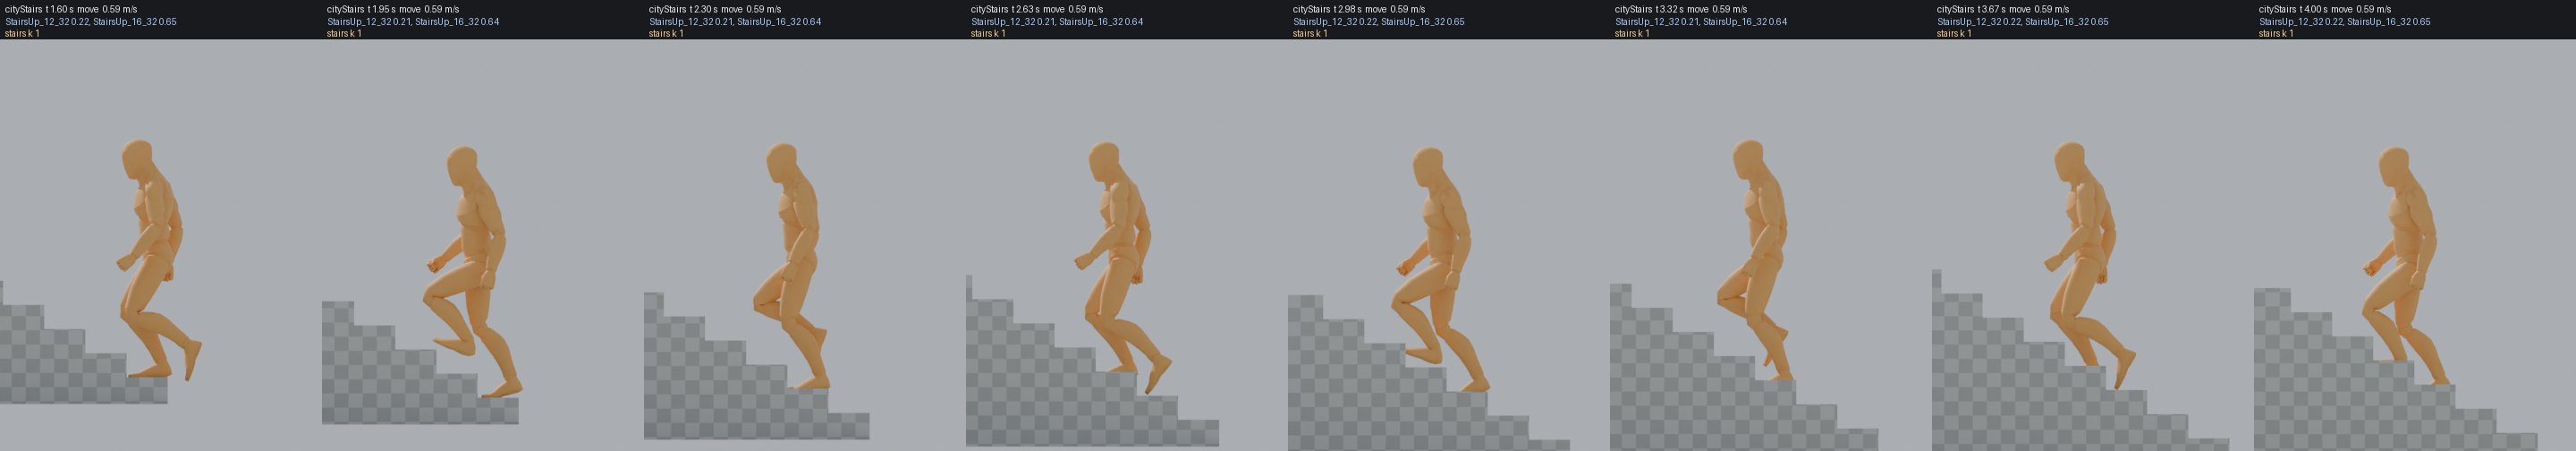 cityStairs t 1.60 s move 0.59 m/s
StairsUp_12_32 0.22, StairsUp_16_32 0.65
stairs k 1
cityStairs t 1.95 s move 0.59 m/s
StairsUp_12_32 0.21, StairsUp_16_32 0.64
stairs k 1
cityStairs t 2.30 s move 0.59 m/s
StairsUp_12_32 0.21, StairsUp_16_32 0.64
stairs k 1
cityStairs t 2.63 s move 0.59 m/s
StairsUp_12_32 0.21, StairsUp_16_32 0.64
stairs k 1
cityStairs t 2.98 s move 0.59 m/s
StairsUp_12_32 0.22, StairsUp_16_32 0.65
stairs k 1
cityStairs t 3.32 s move 0.59 m/s
StairsUp_12_32 0.21, StairsUp_16_32 0.64
stairs k 1
cityStairs t 3.67 s move 0.59 m/s
StairsUp_12_32 0.22, StairsUp_16_32 0.65
stairs k 1
cityStairs t 4.00 s move 0.59 m/s
StairsUp_12_32 0.22, StairsUp_16_32 0.65
stairs k 1